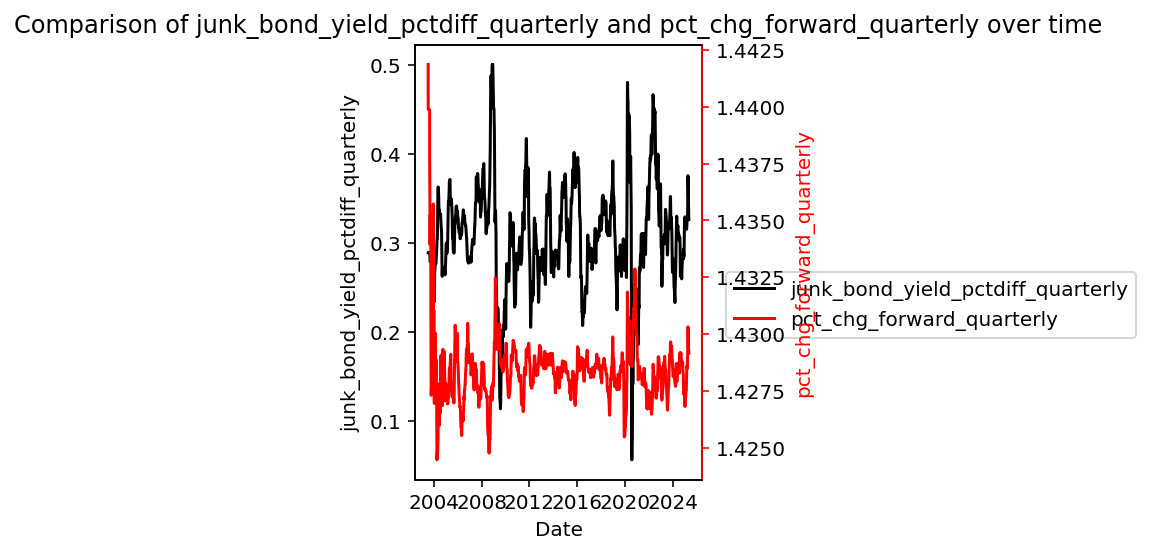 Comparison of junk_bond_yield_pctdiff_quarterly and pct_chg_forward_quarterly over time
junk_bond_yield_pctdiff_quarterly
0.5
0.4
0.3
0.2
0.1
1.4425
1.4400
1.4375
1.4350
1.4325
1.4300
1.4275
1.4250
pct_chg_forward_quarterly
junk_bond_yield_pctdiff_quarterly
pct_chg_forward_quarterly
2004 2008 2012 2016 2020 2024
Date